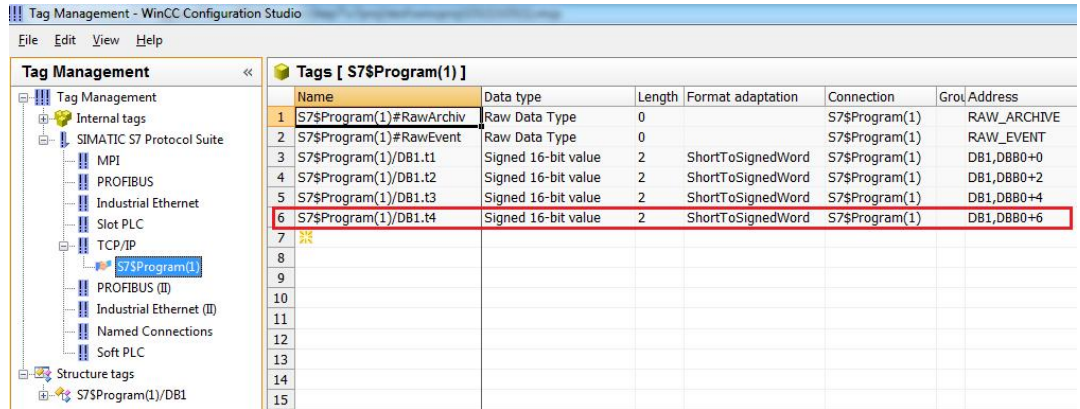 Tag Management - WinCC Configuration Studio
File Edit View Help
Tag Management «
Tag Management
Internal tags
SIMATIC S7 Protocol Suite
MPI
PROFIBUS
Industrial Ethernet
Slot PLC
TCP/IP
S7$Program(1)
PROFIBUS (II)
Industrial Ethernet (II)
Named Connections
Soft PLC
Structure tags
S7$Program(1)/DB1
Tags [ S7$Program(1) ]
Name Data type Length Format adaptation Connection Grou Address
1 S7$Program(1)#RawArchiv Raw Data Type 0 S7$Program(1) RAW_ARCHIVE
2 S7$Program(1)#RawEvent Raw Data Type 0 S7$Program(1) RAW_EVENT
3 S7$Program(1)/DB1.t1 Signed 16-bit value 2 ShortToSignedWord S7$Program(1) DB1,DBB0+0
4 S7$Program(1)/DB1.t2 Signed 16-bit value 2 ShortToSignedWord S7$Program(1) DB1,DBB0+2
5 S7$Program(1)/DB1.t3 Signed 16-bit value 2 ShortToSignedWord S7$Program(1) DB1,DBB0+4
6 S7$Program(1)/DB1.t4 Signed 16-bit value 2 ShortToSignedWord S7$Program(1) DB1,DBB0+6
7
8
9
10
11
12
13
14
15